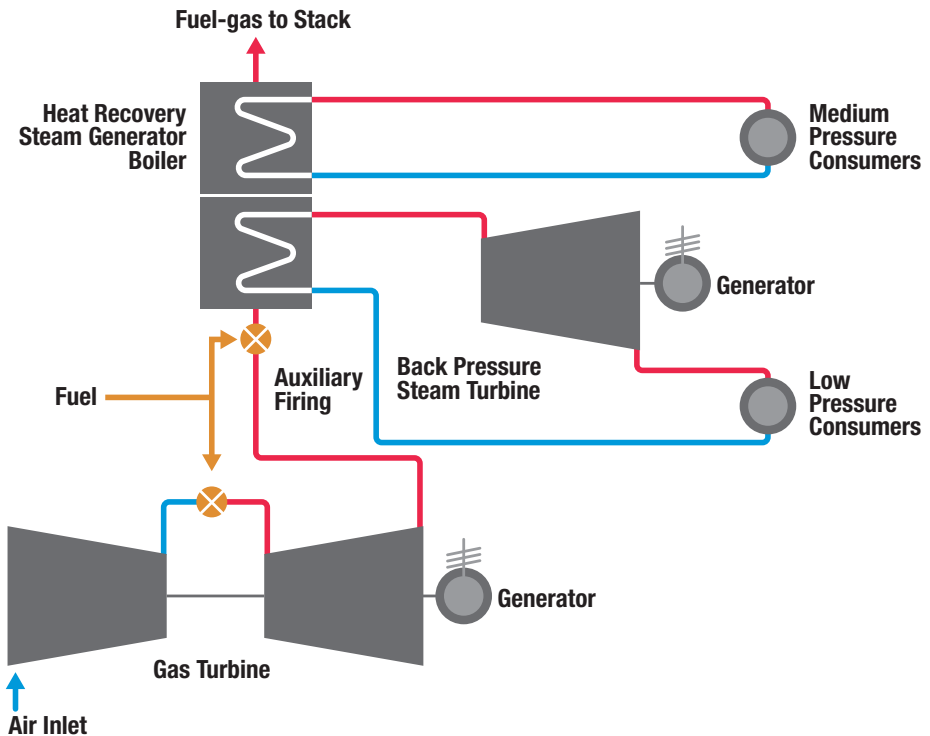 Fuel-gas to Stack
Heat Recovery
Steam Generator
Boiler
Medium
Pressure
Consumers
Generator
Fuel
Auxiliary
Firing
Back Pressure
Steam Turbine
Low
Pressure
Consumers
Generator
Gas Turbine
Air Inlet